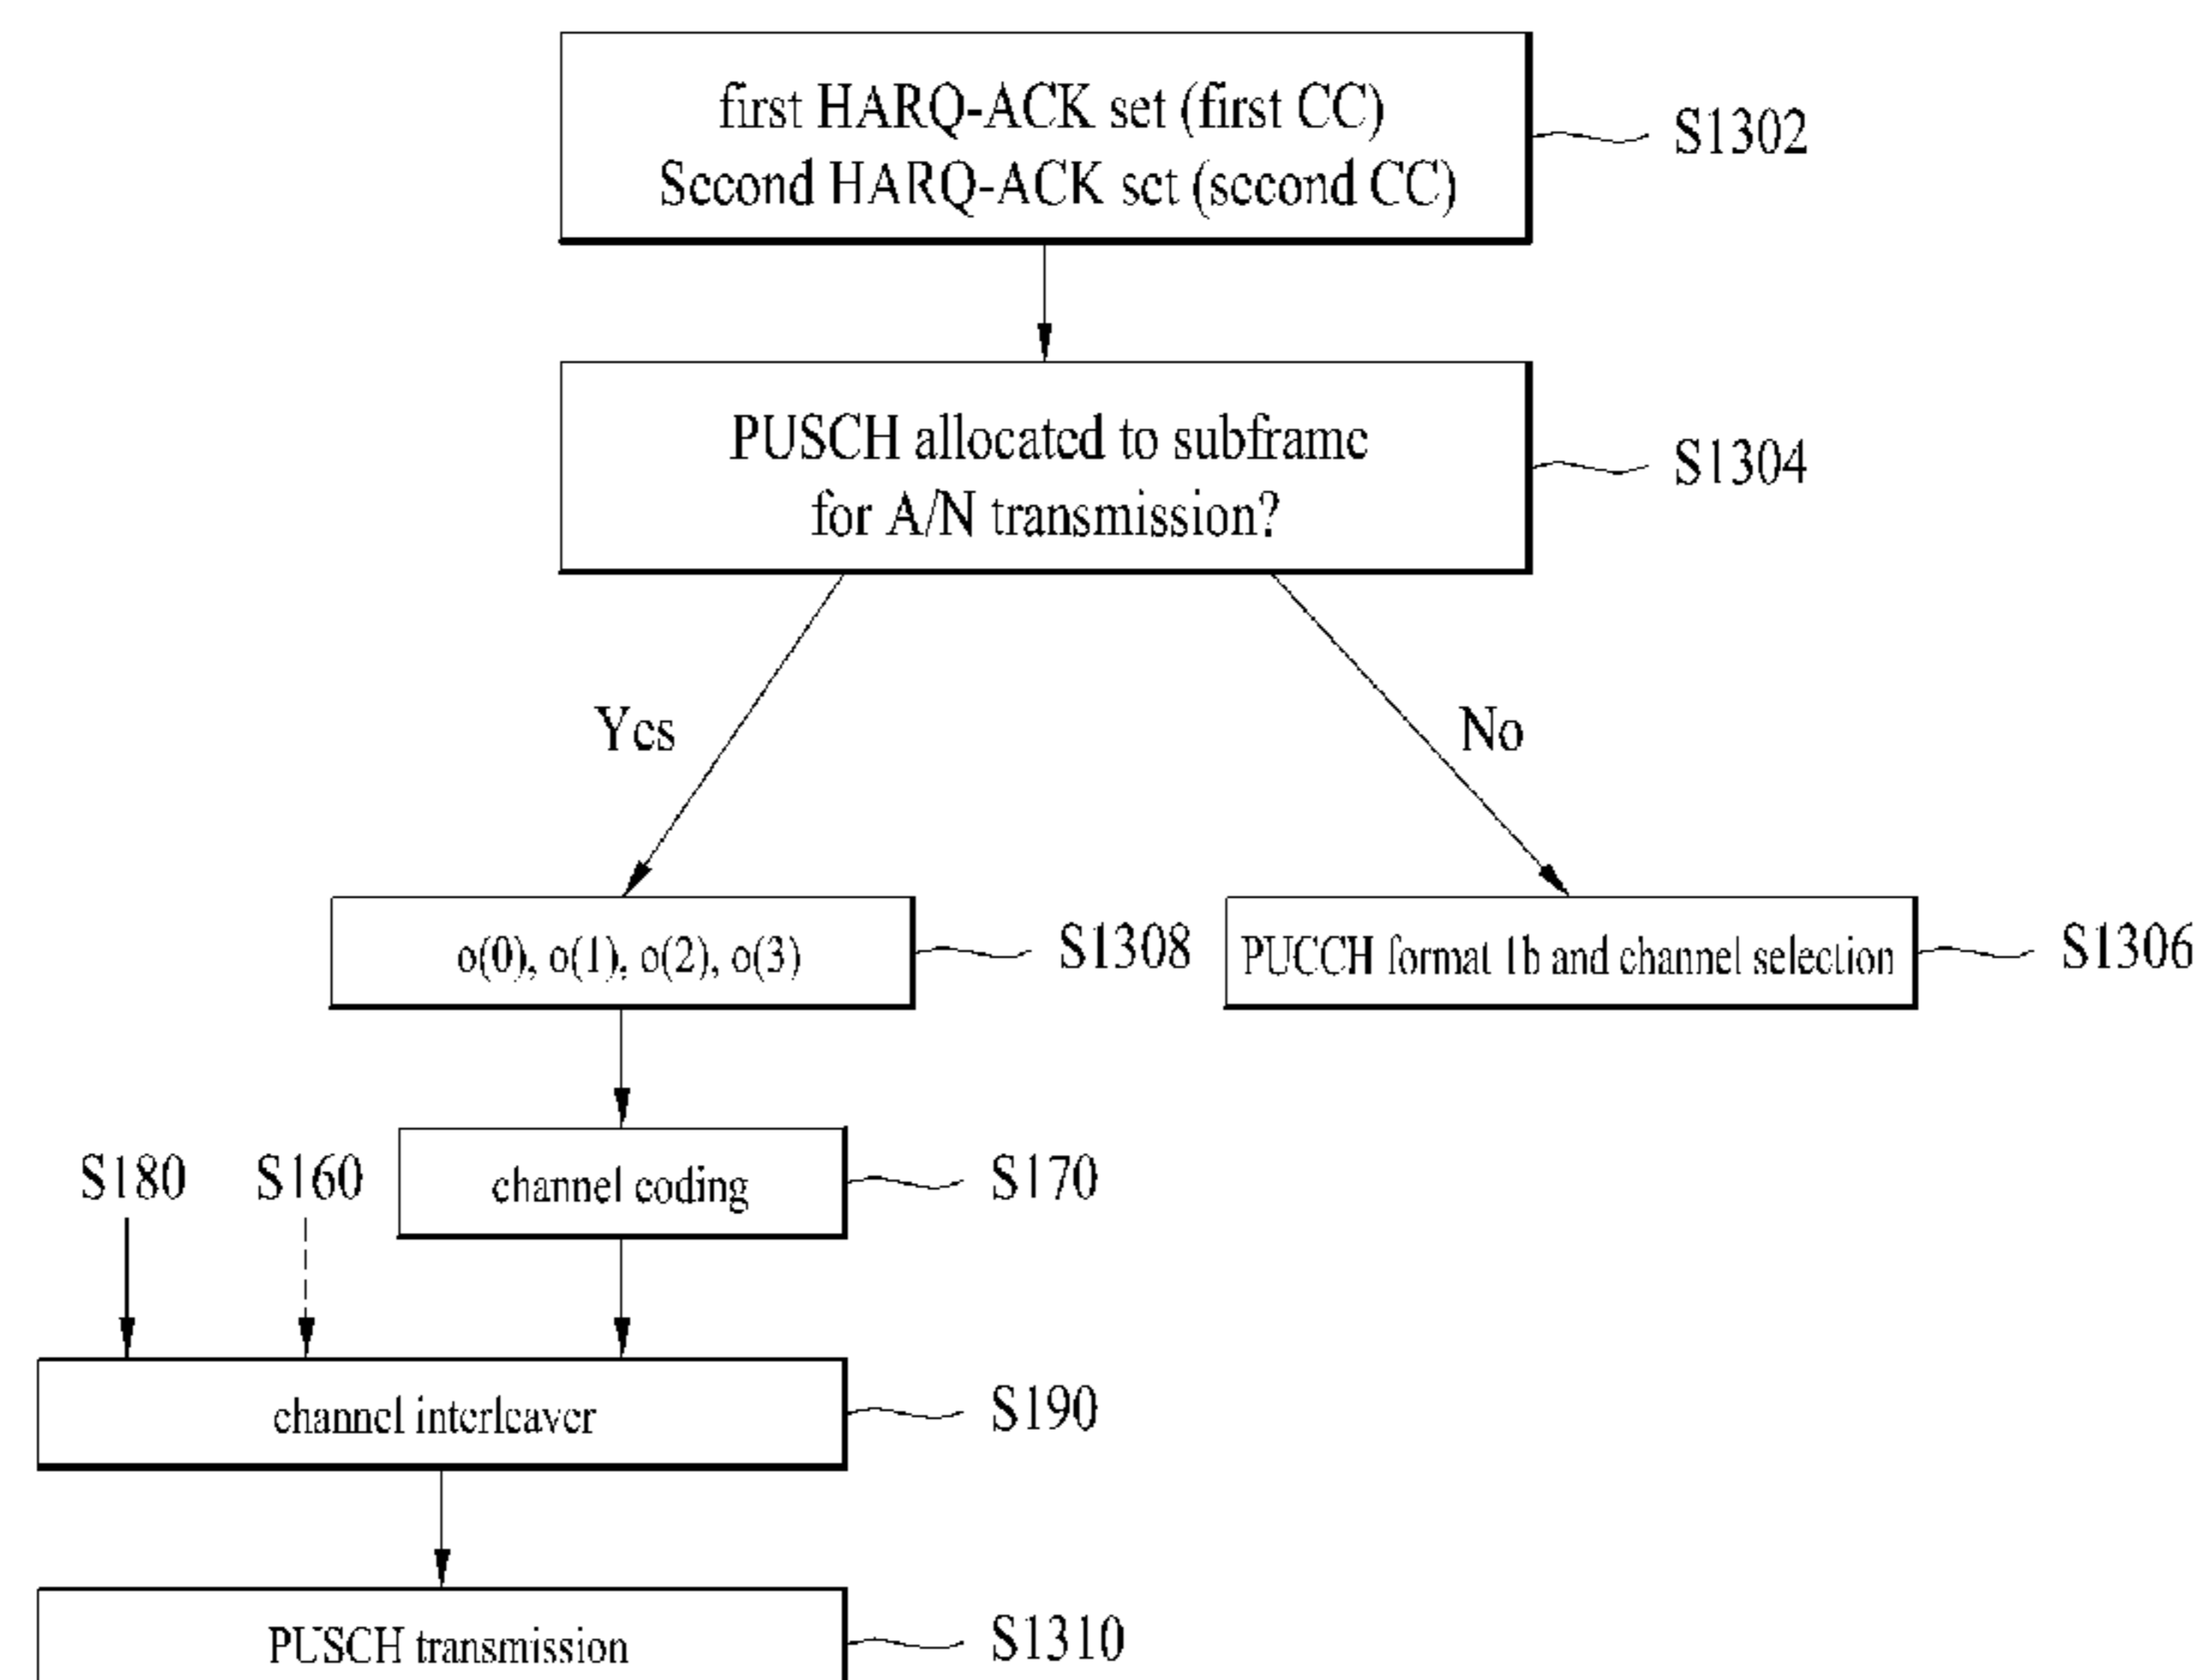 first HARQ-ACK set (first CC)
Second HARQ-ACK set (second CC)
S1302
PUSCH allocated to subframe
for A/N transmission?
S1304
Yes
No
o(0), o(1), o(2), o(3)
S1308
PUCCH format 1b and channel selection
S1306
S180
S160
channel coding
S170
channel interleaver
S190
PUSCH transmission
S1310